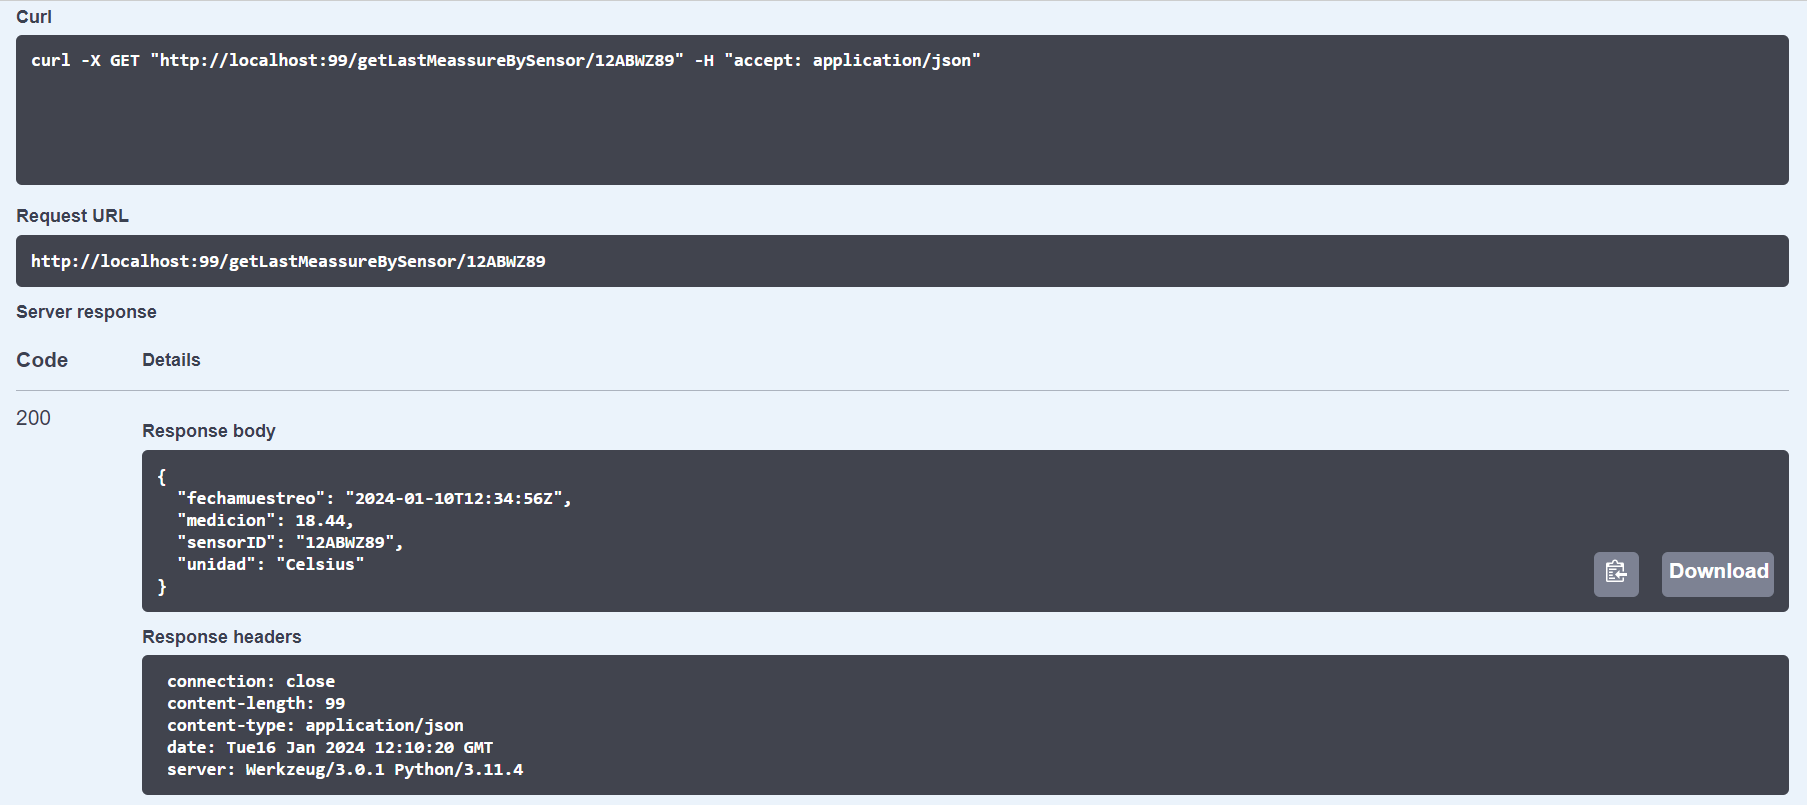 Curl
curl -X GET "http://localhost:99/getLastMeassureBySensor/12ABWZ89" -H "accept: application/json"
Request URL
http://localhost:99/getLastMeassureBySensor/12ABWZ89
Server response
Code Details
200
Response body
{
  "fechamuestreo": "2024-01-10T12:34:56Z",
  "medicion": 18.44,
  "sensorID": "12ABWZ89",
  "unidad": "Celsius"
}
Download
Response headers
connection: close
content-length: 99
content-type: application/json
date: Tue16 Jan 2024 12:10:20 GMT
server: Werkzeug/3.0.1 Python/3.11.4